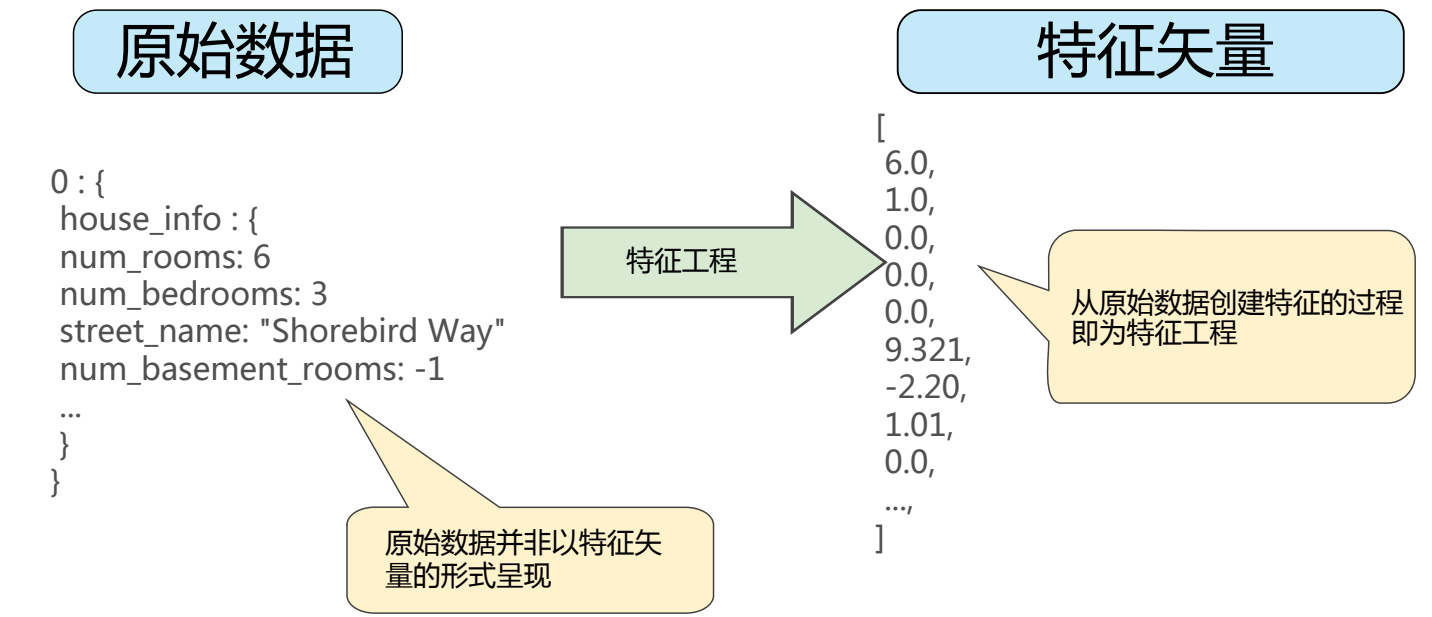 原始数据
特征矢量
0 : {
house_info : {
num_rooms: 6
num_bedrooms: 3
street_name: "Shorebird Way"
num_basement_rooms: -1
...
}
}
原始数据并非以特征矢
量的形式呈现
特征工程
[
6.0,
1.0,
0.0,
0.0,
0.0,
9.321,
-2.20,
1.01,
0.0,
...,
]
从原始数据创建特征的过程
即为特征工程